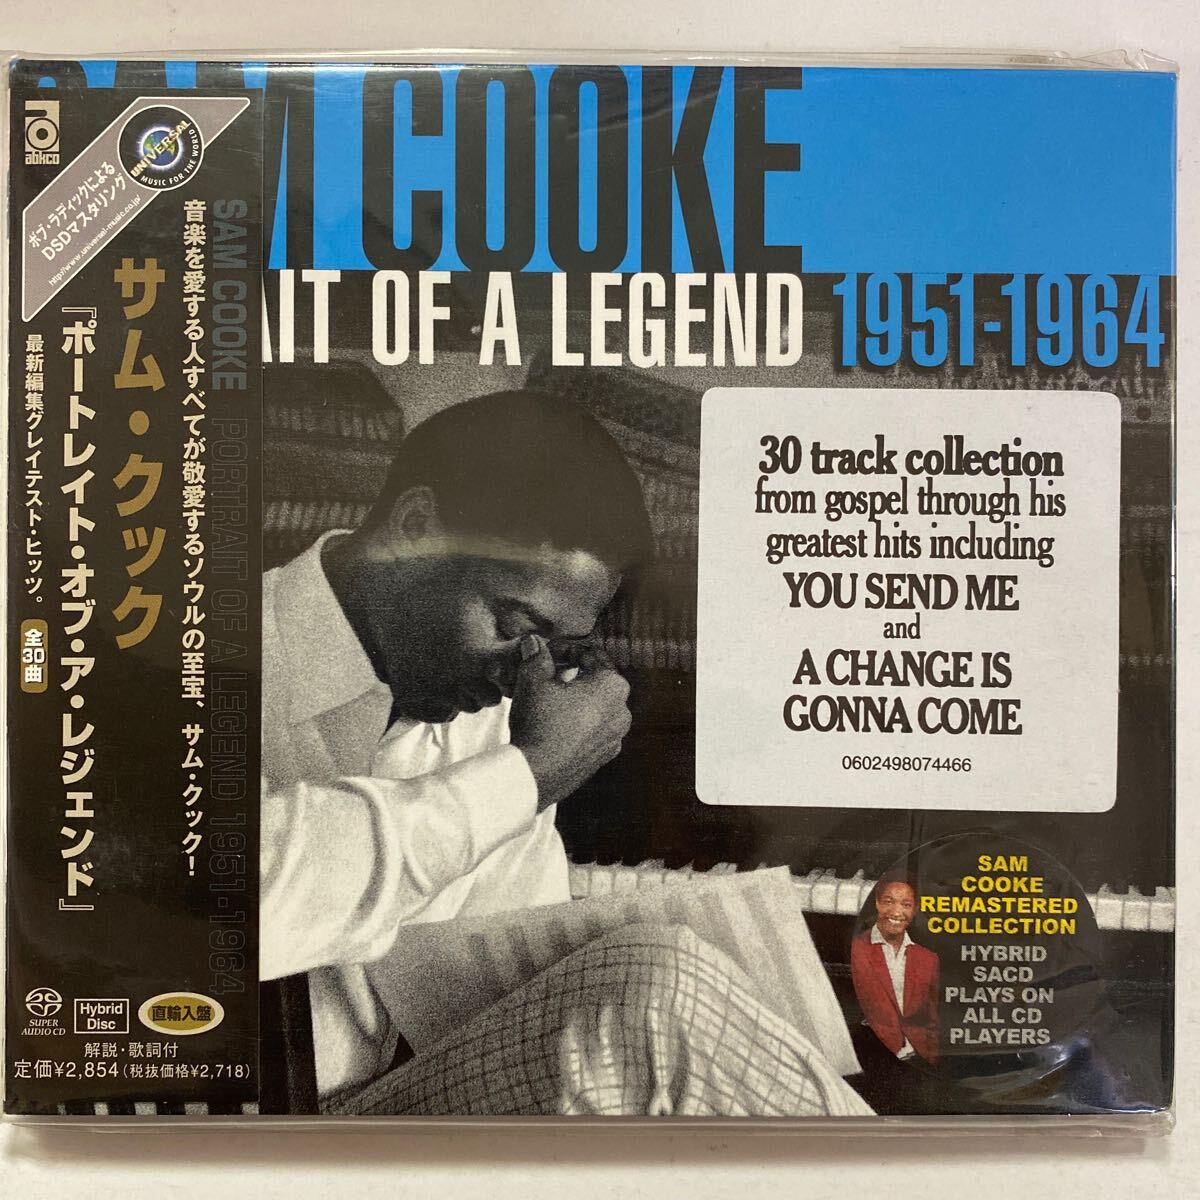 SAM COOKE
AIT OF A LEGEND 1951-1964
abkco
UNIVERSAL
MUSIC FOR THE WORLD
ボブ・ラディックによる
DSDマスタリング
http://www.universal-music.co.jp/
SAM COOKE PORTRAIT OF A LEGEND 1951-1964
音楽を愛する人すべてが敬愛するソウルの至宝、サム・クック!
サム・クック
『ポートレイト・オブ・ア・レジェンド』
最新編集グレイテスト・ヒッツ。
全30曲
SUPER
AUDIO CD
Hybrid
Disc
直輸入盤
解説・歌詞付
定価¥2,854(税抜価格¥2,718)
30 track collection
from gospel through his
greatest hits including
YOU SEND ME
and
A CHANGE IS
GONNA COME
0602498074466
SAM
COOKE
REMASTERED
COLLECTION
HYBRID
SACD
PLAYS ON
ALL CD
PLAYERS